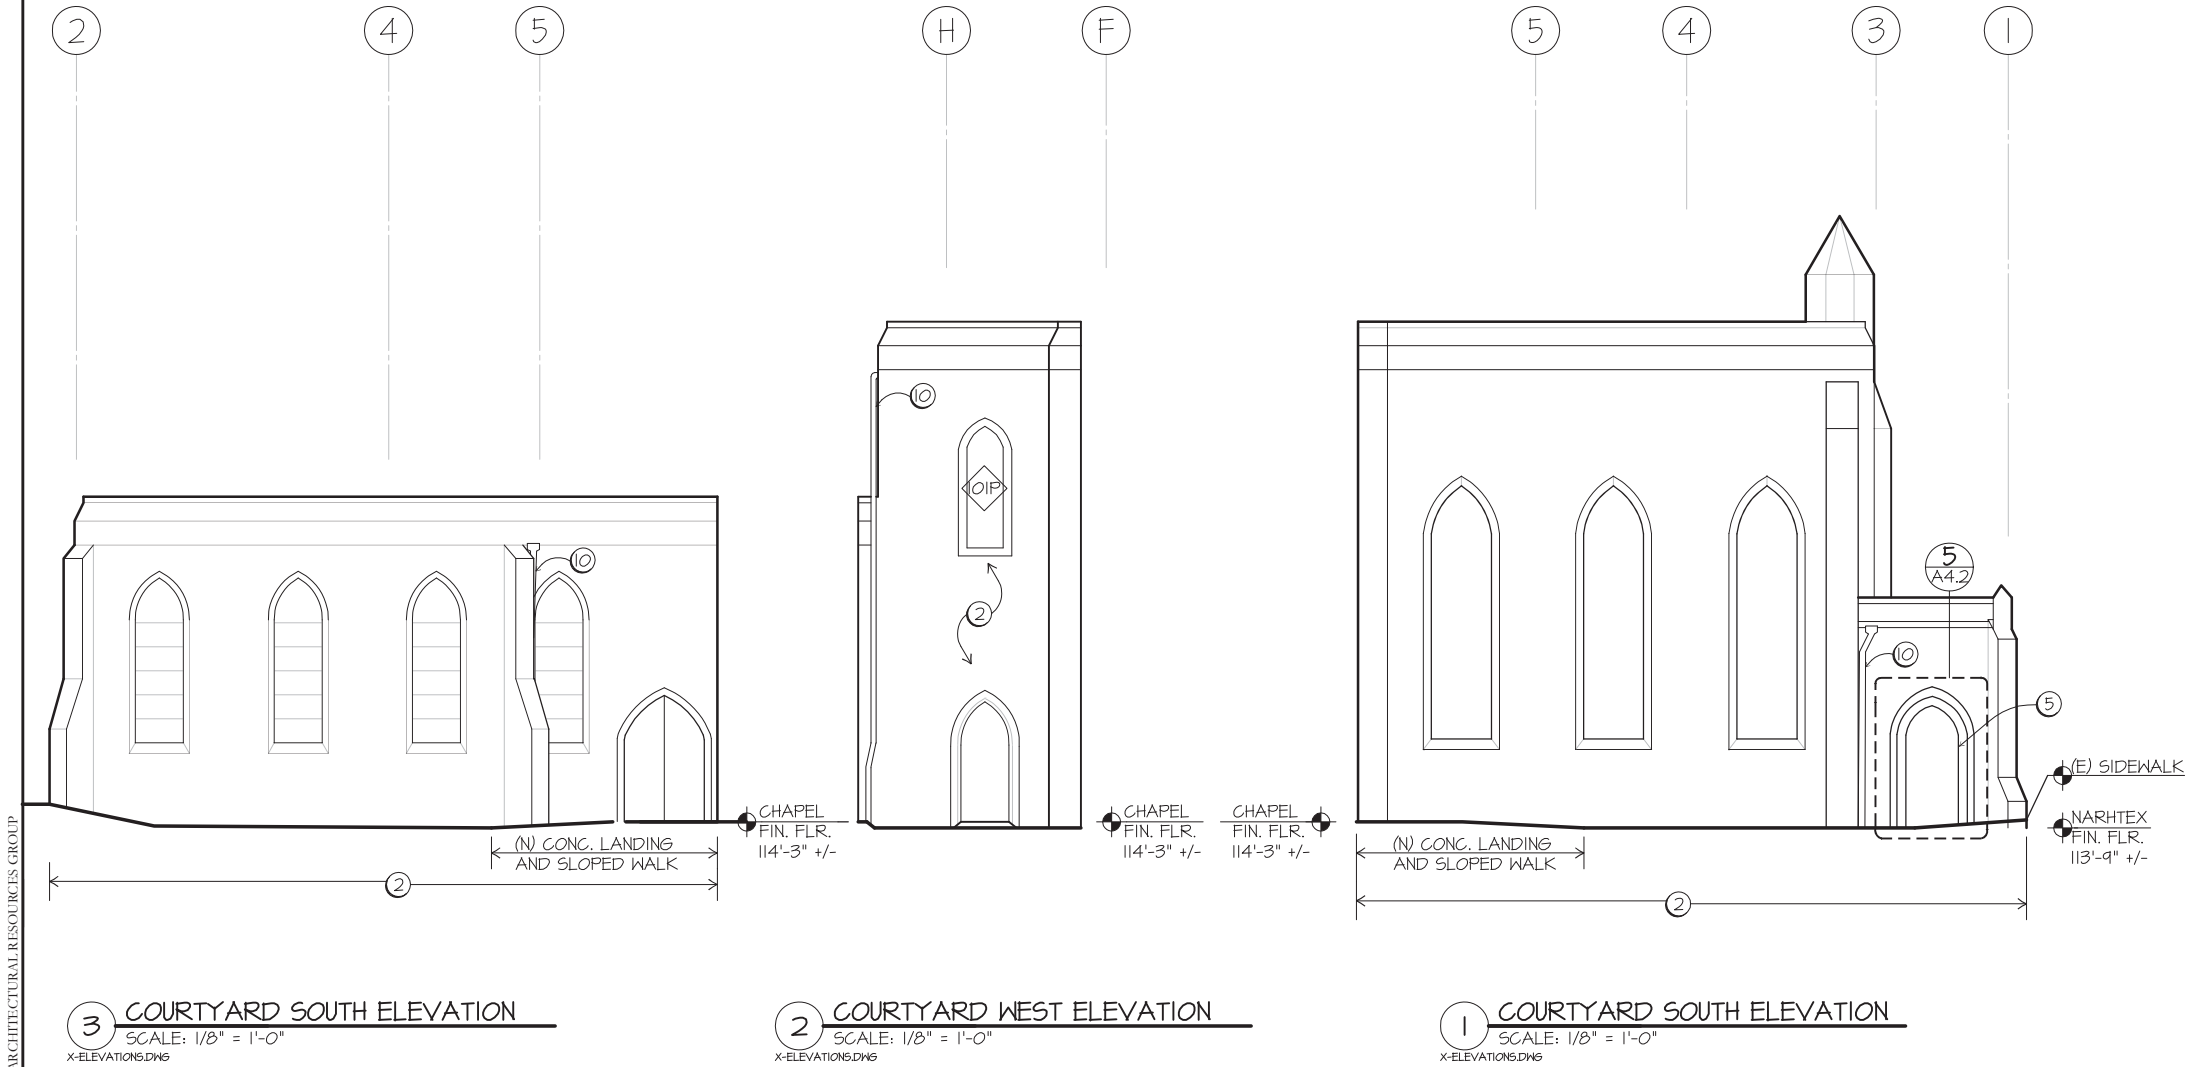 2
4
5
H
F
5
4
3
1
10
101P
2
10
5
A4.2
10
5
(E) SIDEWALK
CHAPEL
FIN. FLR.
114'-3" +/-
CHAPEL
FIN. FLR.
114'-3" +/-
CHAPEL
FIN. FLR.
114'-3" +/-
NARHTEX
FIN. FLR.
113'-9" +/-
(N) CONC. LANDING
AND SLOPED WALK
2
(N) CONC. LANDING
AND SLOPED WALK
2
3
COURTYARD SOUTH ELEVATION
SCALE: 1/8" = 1'-0"
X-ELEVATIONS.DWG
2
COURTYARD WEST ELEVATION
SCALE: 1/8" = 1'-0"
X-ELEVATIONS.DWG
1
COURTYARD SOUTH ELEVATION
SCALE: 1/8" = 1'-0"
X-ELEVATIONS.DWG
ARCHITECTURAL RESOURCES GROUP